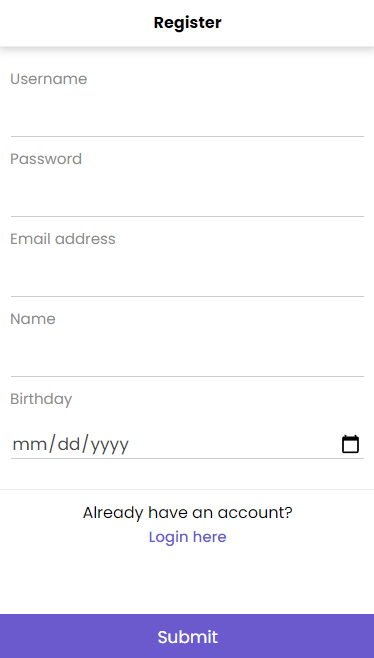 Register
Username
Password
Email address
Name
Birthday
mm/dd/yyyy
Already have an account?
Login here
Submit